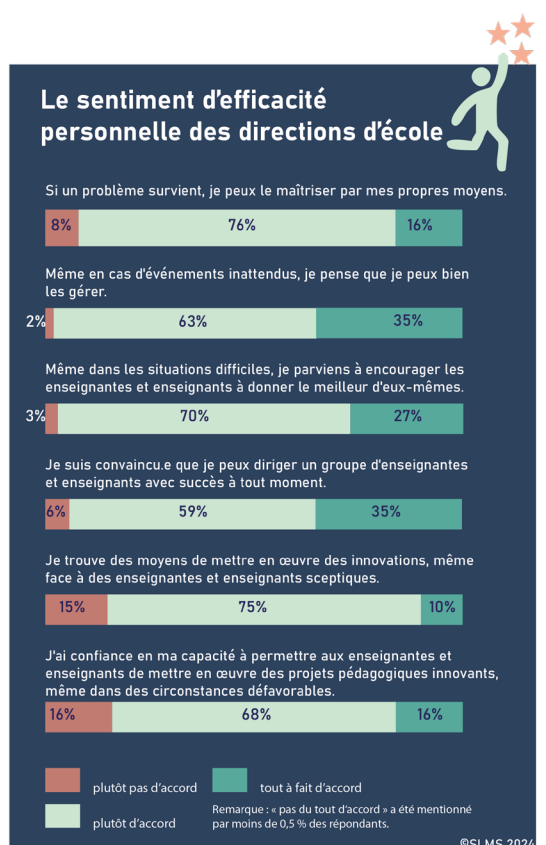 Le sentiment d'efficacité
personnelle des directions d'école
Si un problème survient, je peux le maîtriser par mes propres moyens.
8% 76% 16%
Même en cas d'événements inattendus, je pense que je peux bien
les gérer.
2% 63% 35%
Même dans les situations difficiles, je parviens à encourager les
enseignantes et enseignants à donner le meilleur d'eux-mêmes.
3% 70% 27%
Je suis convaincu.e que je peux diriger un groupe d'enseignantes
et enseignants avec succès à tout moment.
6% 59% 35%
Je trouve des moyens de mettre en œuvre des innovations, même
face à des enseignantes et enseignants sceptiques.
15% 75% 10%
J'ai confiance en ma capacité à permettre aux enseignantes et
enseignants de mettre en œuvre des projets pédagogiques innovants,
même dans des circonstances défavorables.
16% 68% 16%
plutôt pas d'accord
tout à fait d'accord
plutôt d'accord
Remarque : « pas du tout d'accord » a été mentionné
par moins de 0,5 % des répondants.
©SLMS 2024